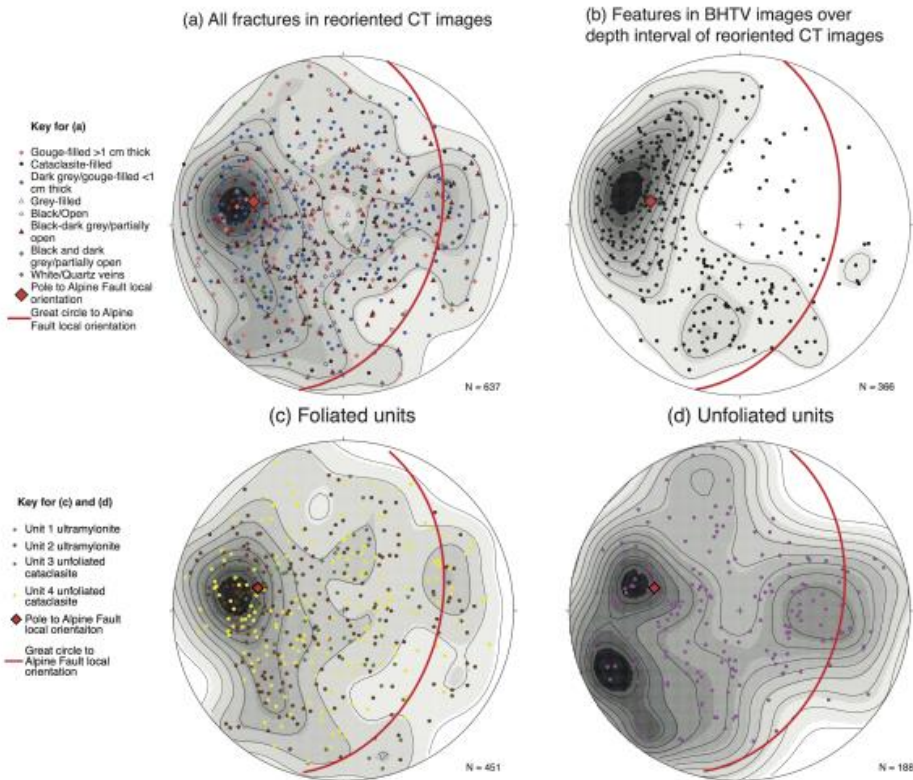 (a) All fractures in reoriented CT images
(b) Features in BHTV images over
depth interval of reoriented CT images
Key for (a)
Gouge-filled >1 cm thick
Cataclasite-filled
Dark grey/gouge-filled <1
cm thick
Grey-filled
Black/Open
Black-dark grey/partially
open
Black and dark
grey/partially open
White/Quartz veins
Pole to Alpine Fault local
orientation
Great circle to Alpine
Fault local orientation
N = 637
N = 366
(c) Foliated units
(d) Unfoliated units
Key for (c) and (d)
Unit 1 ultramylonite
Unit 2 ultramylonite
Unit 3 unfoliated
cataclasite
Unit 4 unfoliated
cataclasite
Pole to Alpine Fault
local orientaiton
Great circle to
Alpine Fault local
orientation
N = 451
N = 188